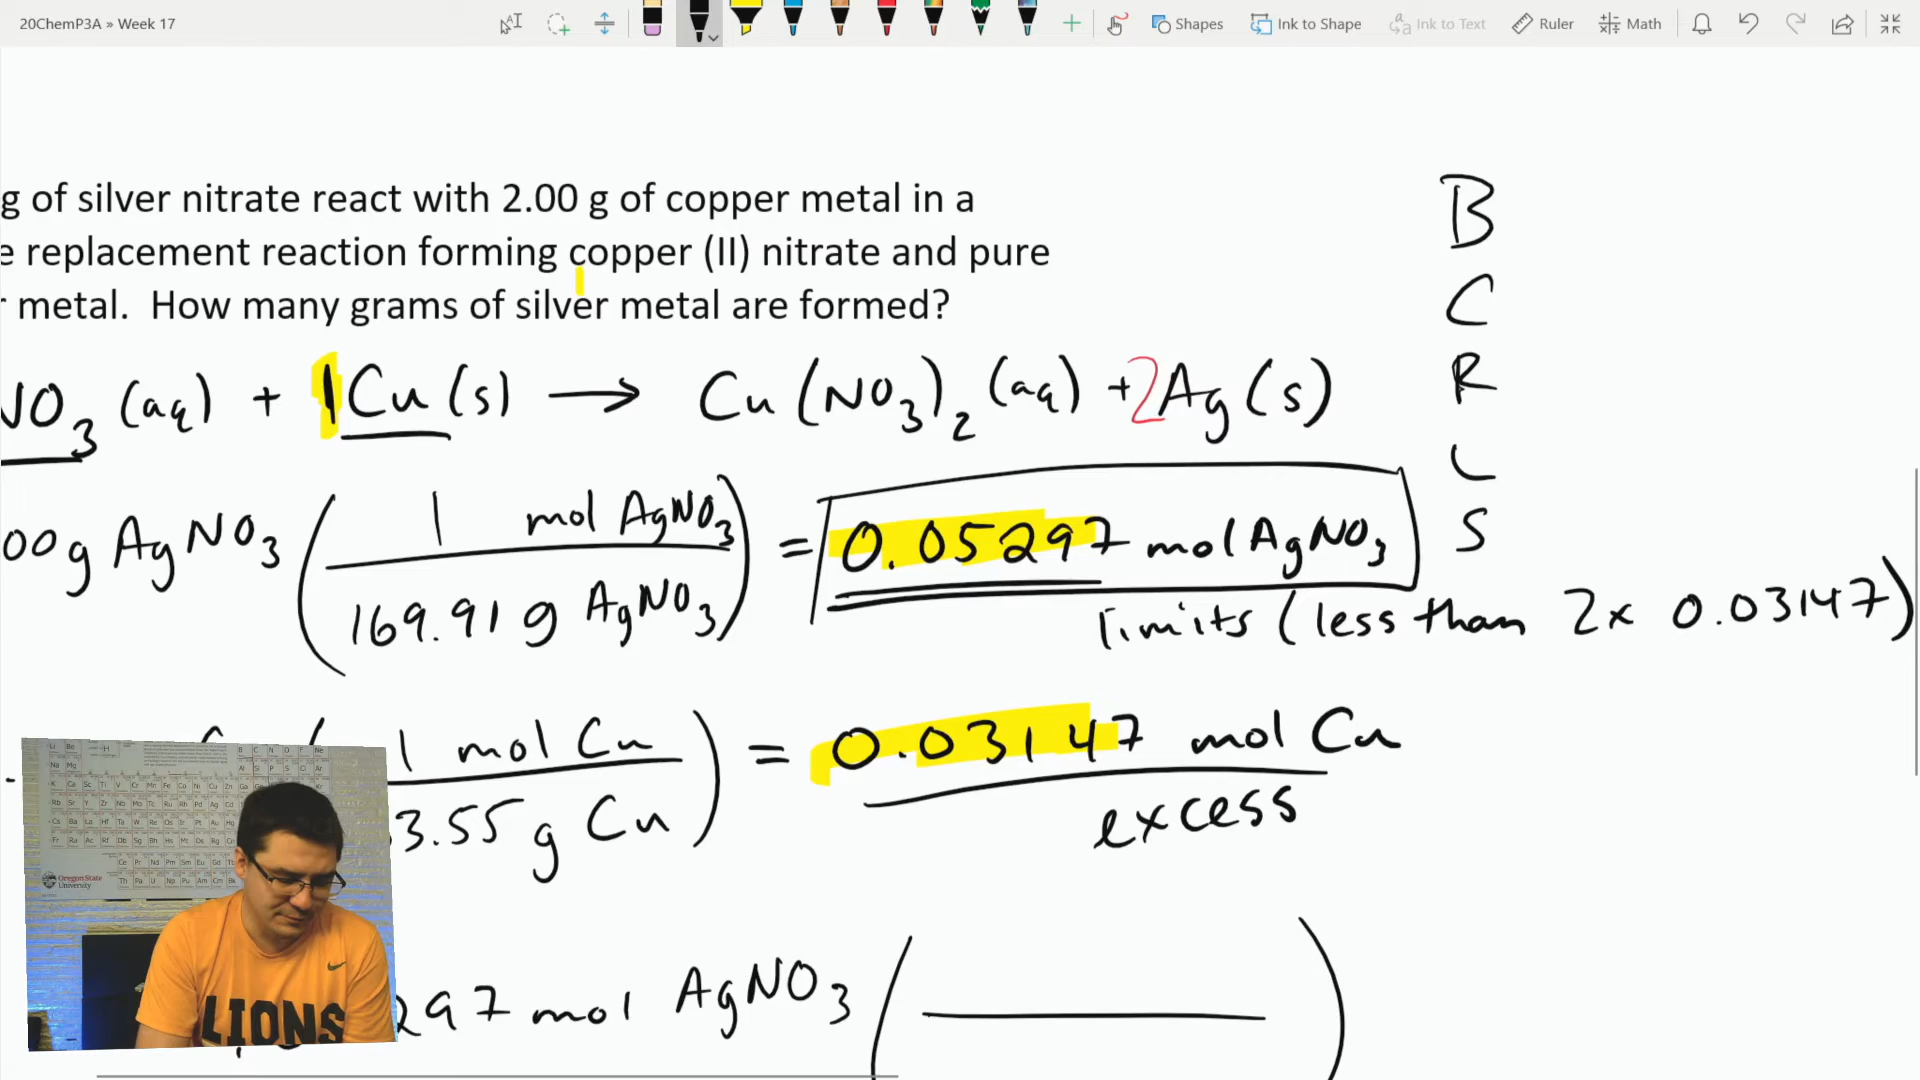 20ChemP3A » Week 17
Shapes Ink to Shape Ink to Text Ruler Math
g of silver nitrate react with 2.00 g of copper metal in a
e replacement reaction forming copper (II) nitrate and pure
r metal. How many grams of silver metal are formed?
B
C
R
L
S
NO3 (aq) + 1Cu(s) → Cu(NO3)2 (aq) + 2Ag(s)
00g AgNO3 ( 1 mol AgNO3 / 169.91 g AgNO3 ) = 0.05297 mol AgNO3
limits (less than 2x 0.03147)
( 1 mol Cu / 3.55 g Cu ) = 0.03147 mol Cu
excess
297 mol AgNO3 ( )
Oregon State
University
LIONS